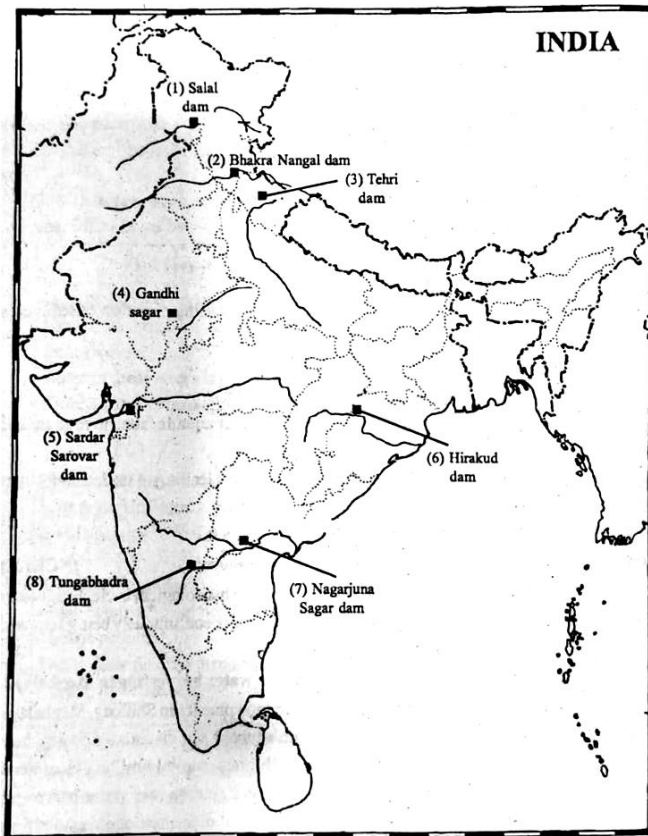 INDIA
(1) Salal
dam
(2) Bhakra Nangal dam
(3) Tehri
dam
(4) Gandhi
sagar
(5) Sardar
Sarovar
dam
(6) Hirakud
dam
(7) Nagarjuna
Sagar dam
(8) Tungabhadra
dam